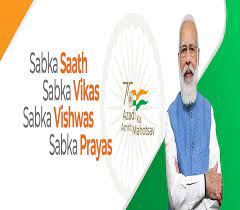 Sabka Saath
Sabka Vikas
Sabka Vishwas
Sabka Prayas
75
Azadi Ka
Amrit Mahotsav